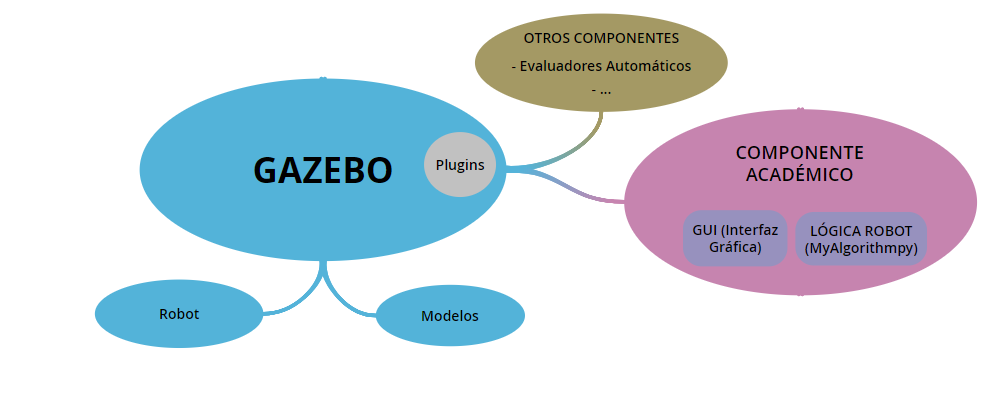 OTROS COMPONENTES
- Evaluadores Automáticos
- ...
GAZEBO
Plugins
COMPONENTE
ACADÉMICO
GUI (Interfaz
Gráfica)
LÓGICA ROBOT
(MyAlgorithmpy)
Robot
Modelos